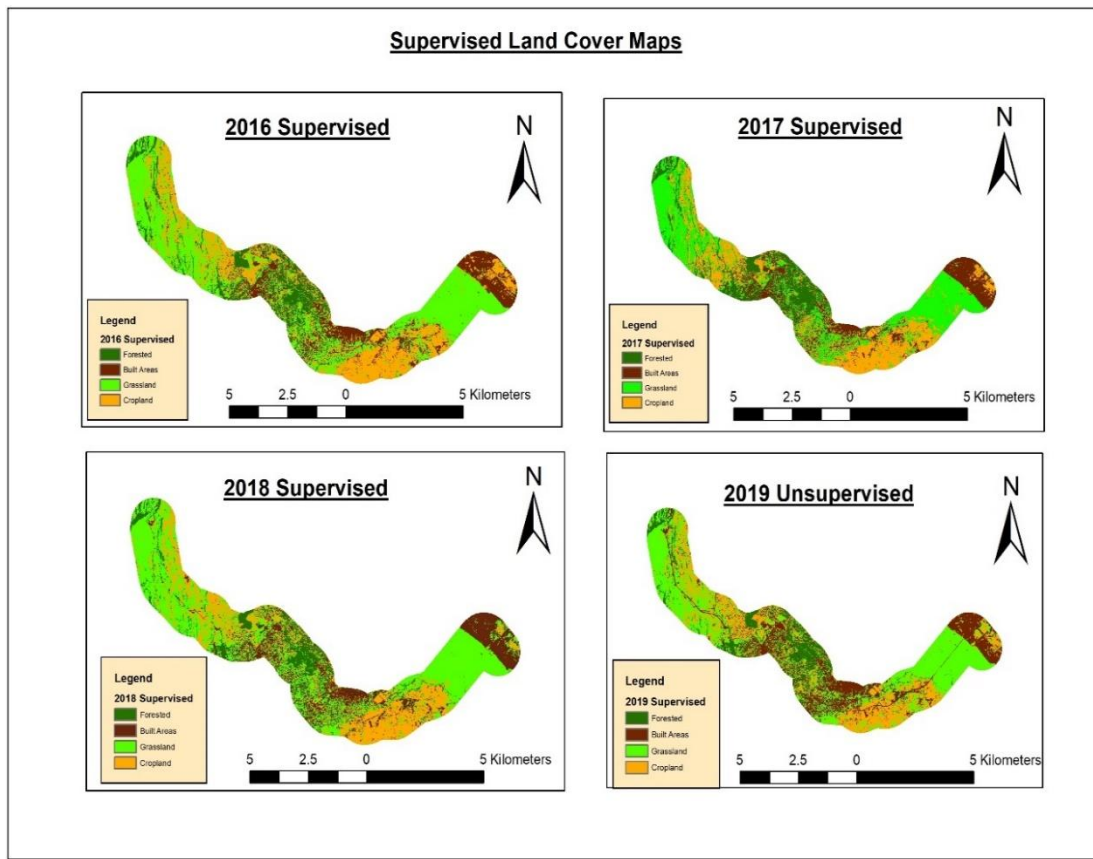 Supervised Land Cover Maps
2016 Supervised
N
Legend
2016 Supervised
Forested
Built Areas
Grassland
Cropland
5 2.5 0 5 Kilometers
2017 Supervised
N
Legend
2017 Supervised
Forested
Built Areas
Grassland
Cropland
5 2.5 0 5 Kilometers
2018 Supervised
N
Legend
2018 Supervised
Forested
Built Areas
Grassland
Cropland
5 2.5 0 5 Kilometers
2019 Unsupervised
N
Legend
2019 Supervised
Forested
Built Areas
Grassland
Cropland
5 2.5 0 5 Kilometers